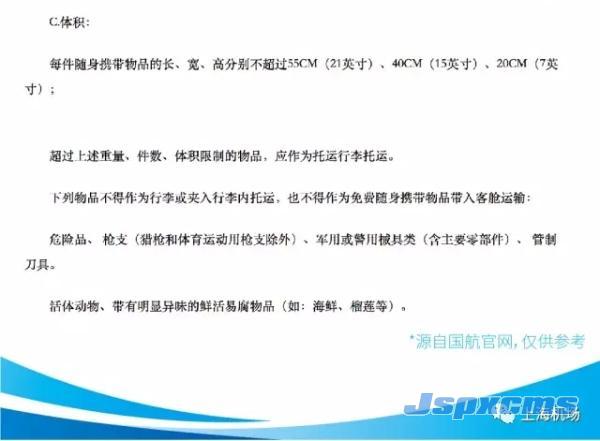 C.体积：
每件随身携带物品的长、宽、高分别不超过55CM（21英寸）、40CM（15英寸）、20CM（7英
寸）；
超过上述重量、件数、体积限制的物品，应作为托运行李托运。
下列物品不得作为行李或夹入行李内托运，也不得作为免费随身携带物品带入客舱运输：
危险品、枪支（猎枪和体育运动用枪支除外）、军用或警用械具类（含主要零部件）、管制
刀具。
活体动物、带有明显异味的鲜活易腐物品（如：海鲜、榴莲等）。
*源自国航官网，仅供参考
Jspxcms
上海机场